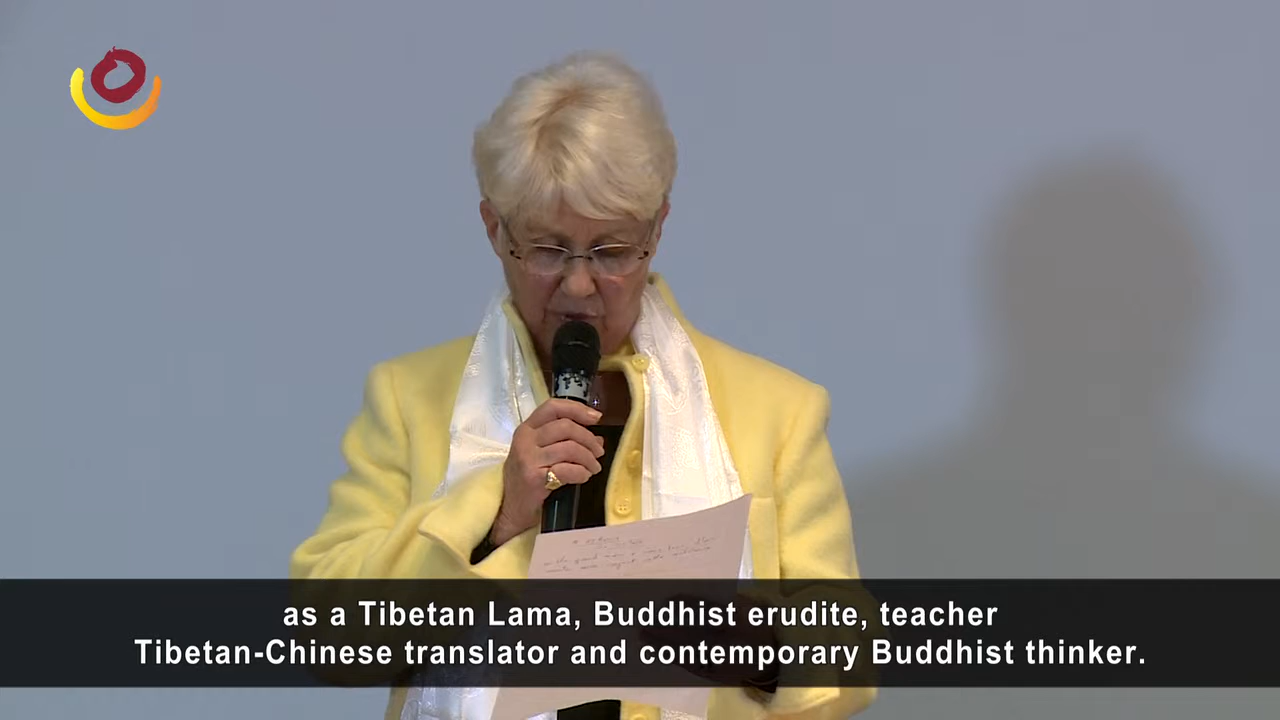 as a Tibetan Lama, Buddhist erudite, teacher
Tibetan-Chinese translator and contemporary Buddhist thinker.